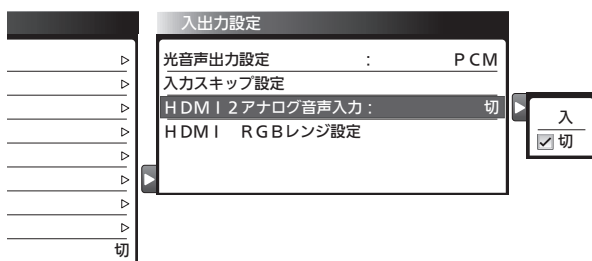 入出力設定
光音声出力設定 : PCM
入力スキップ設定
HDMI2アナログ音声入力: 切
HDMI RGBレンジ設定
入
切
切